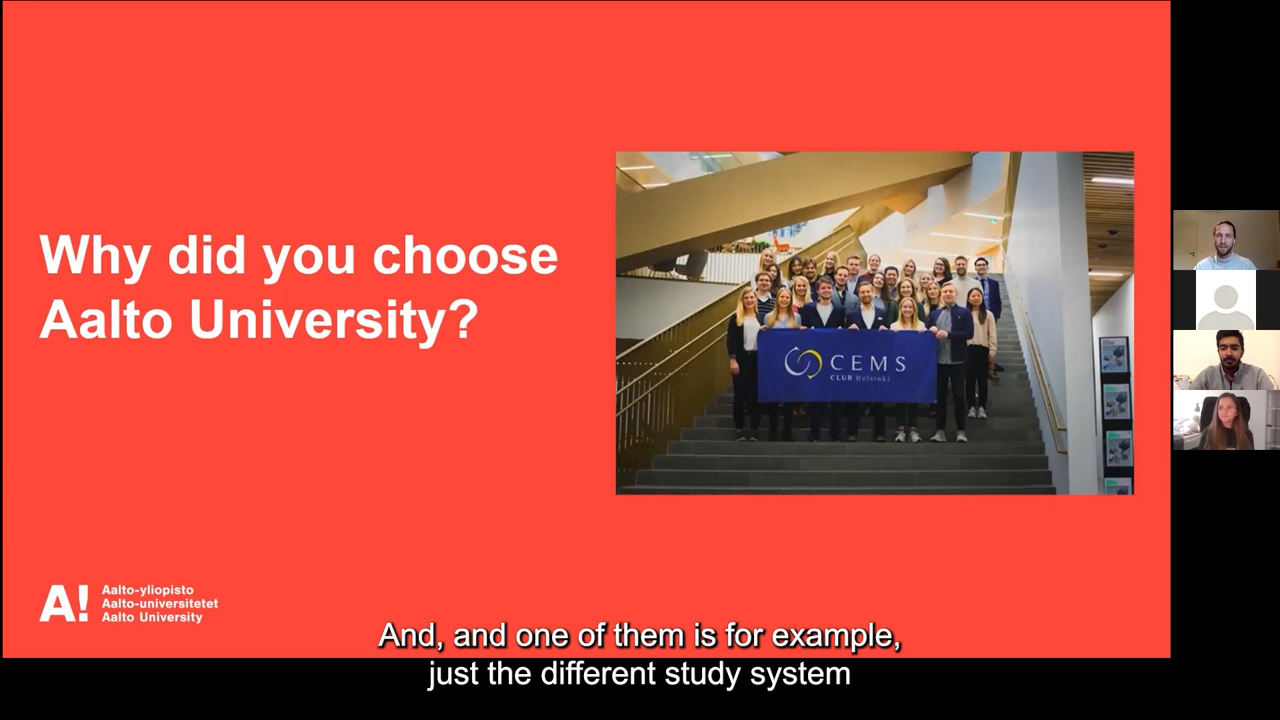 Why did you choose
Aalto University?
CEMS
CLUB Helsinki
A!
Aalto-yliopisto
Aalto-universitetet
Aalto University
And, and one of them is for example,
just the different study system